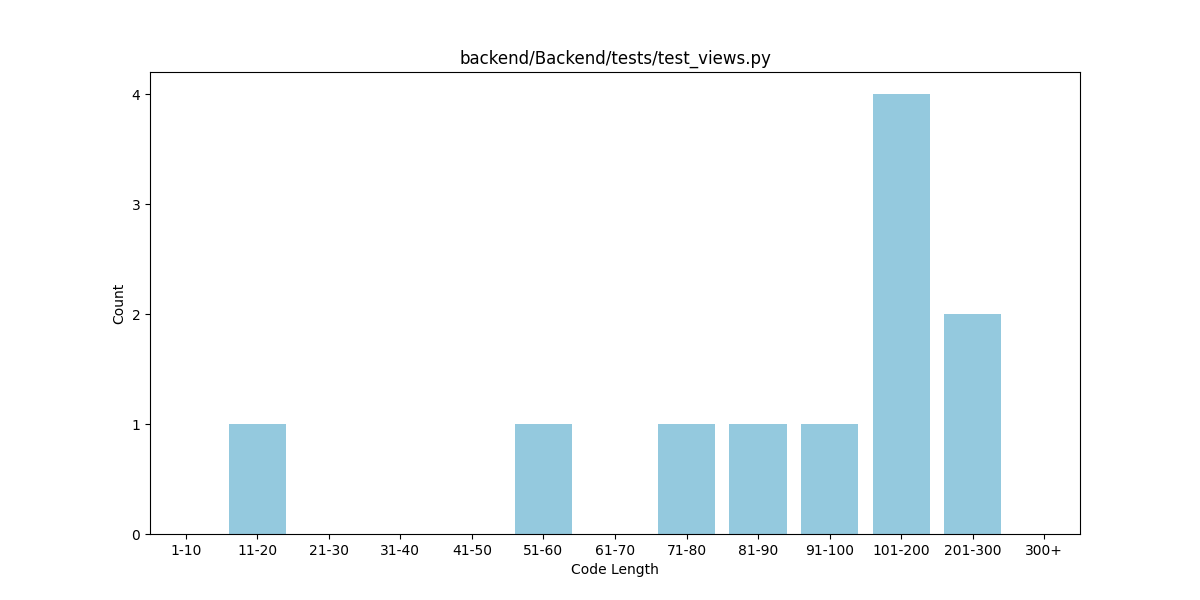 backend/Backend/tests/test_views.py
4
3
2
1
0
Count
1-10 11-20 21-30 31-40 41-50 51-60 61-70 71-80 81-90 91-100 101-200 201-300 300+
Code Length